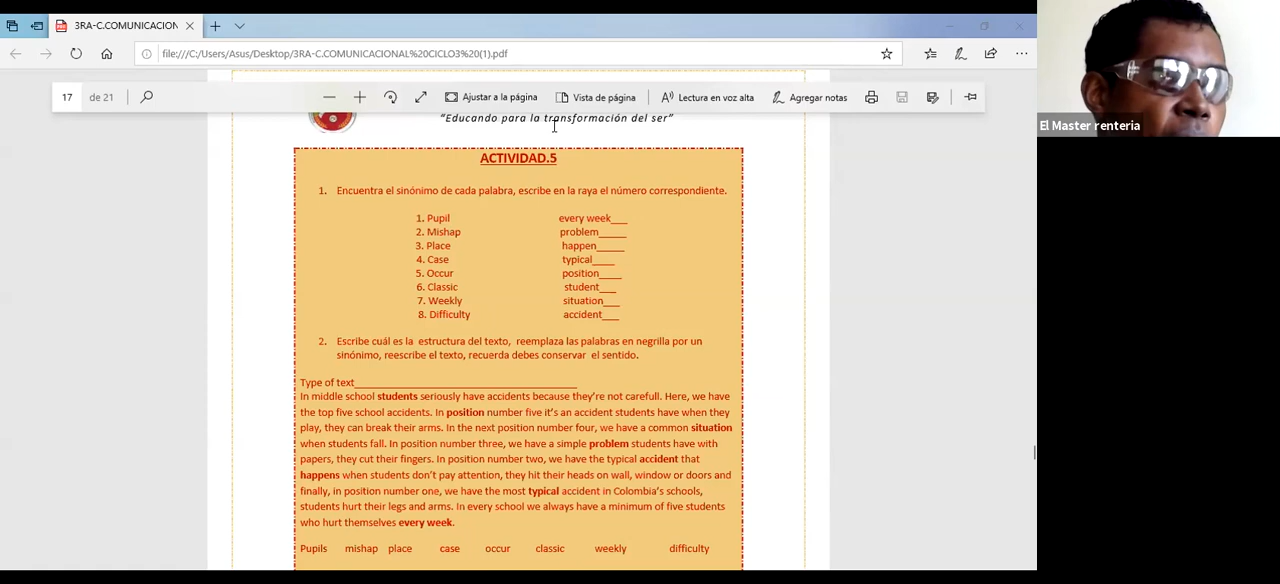 3RA-C.COMUNICACION
file:///C:/Users/Asus/Desktop/3RA-C.COMUNICACIONAL%20CICLO3%20(1).pdf
17 de 21
Ajustar a la página
Vista de página
Lectura en voz alta
Agregar notas
El Master renteria
“Educando para la transformación del ser”
ACTIVIDAD.5
1. Encuentra el sinónimo de cada palabra, escribe en la raya el número correspondiente.
1. Pupil every week___
2. Mishap problem_____
3. Place happen_____
4. Case typical____
5. Occur position____
6. Classic student___
7. Weekly situation___
8. Difficulty accident___
2. Escribe cuál es la estructura del texto, reemplaza las palabras en negrilla por un
sinónimo, reescribe el texto, recuerda debes conservar el sentido.
Type of text________________________________________
In middle school students seriously have accidents because they’re not carefull. Here, we have
the top five school accidents. In position number five it’s an accident students have when they
play, they can break their arms. In the next position number four, we have a common situation
when students fall. In position number three, we have a simple problem students have with
papers, they cut their fingers. In position number two, we have the typical accident that
happens when students don’t pay attention, they hit their heads on wall, window or doors and
finally, in position number one, we have the most typical accident in Colombia’s schools,
students hurt their legs and arms. In every school we always have a minimum of five students
who hurt themselves every week.
Pupils mishap place case occur classic weekly difficulty